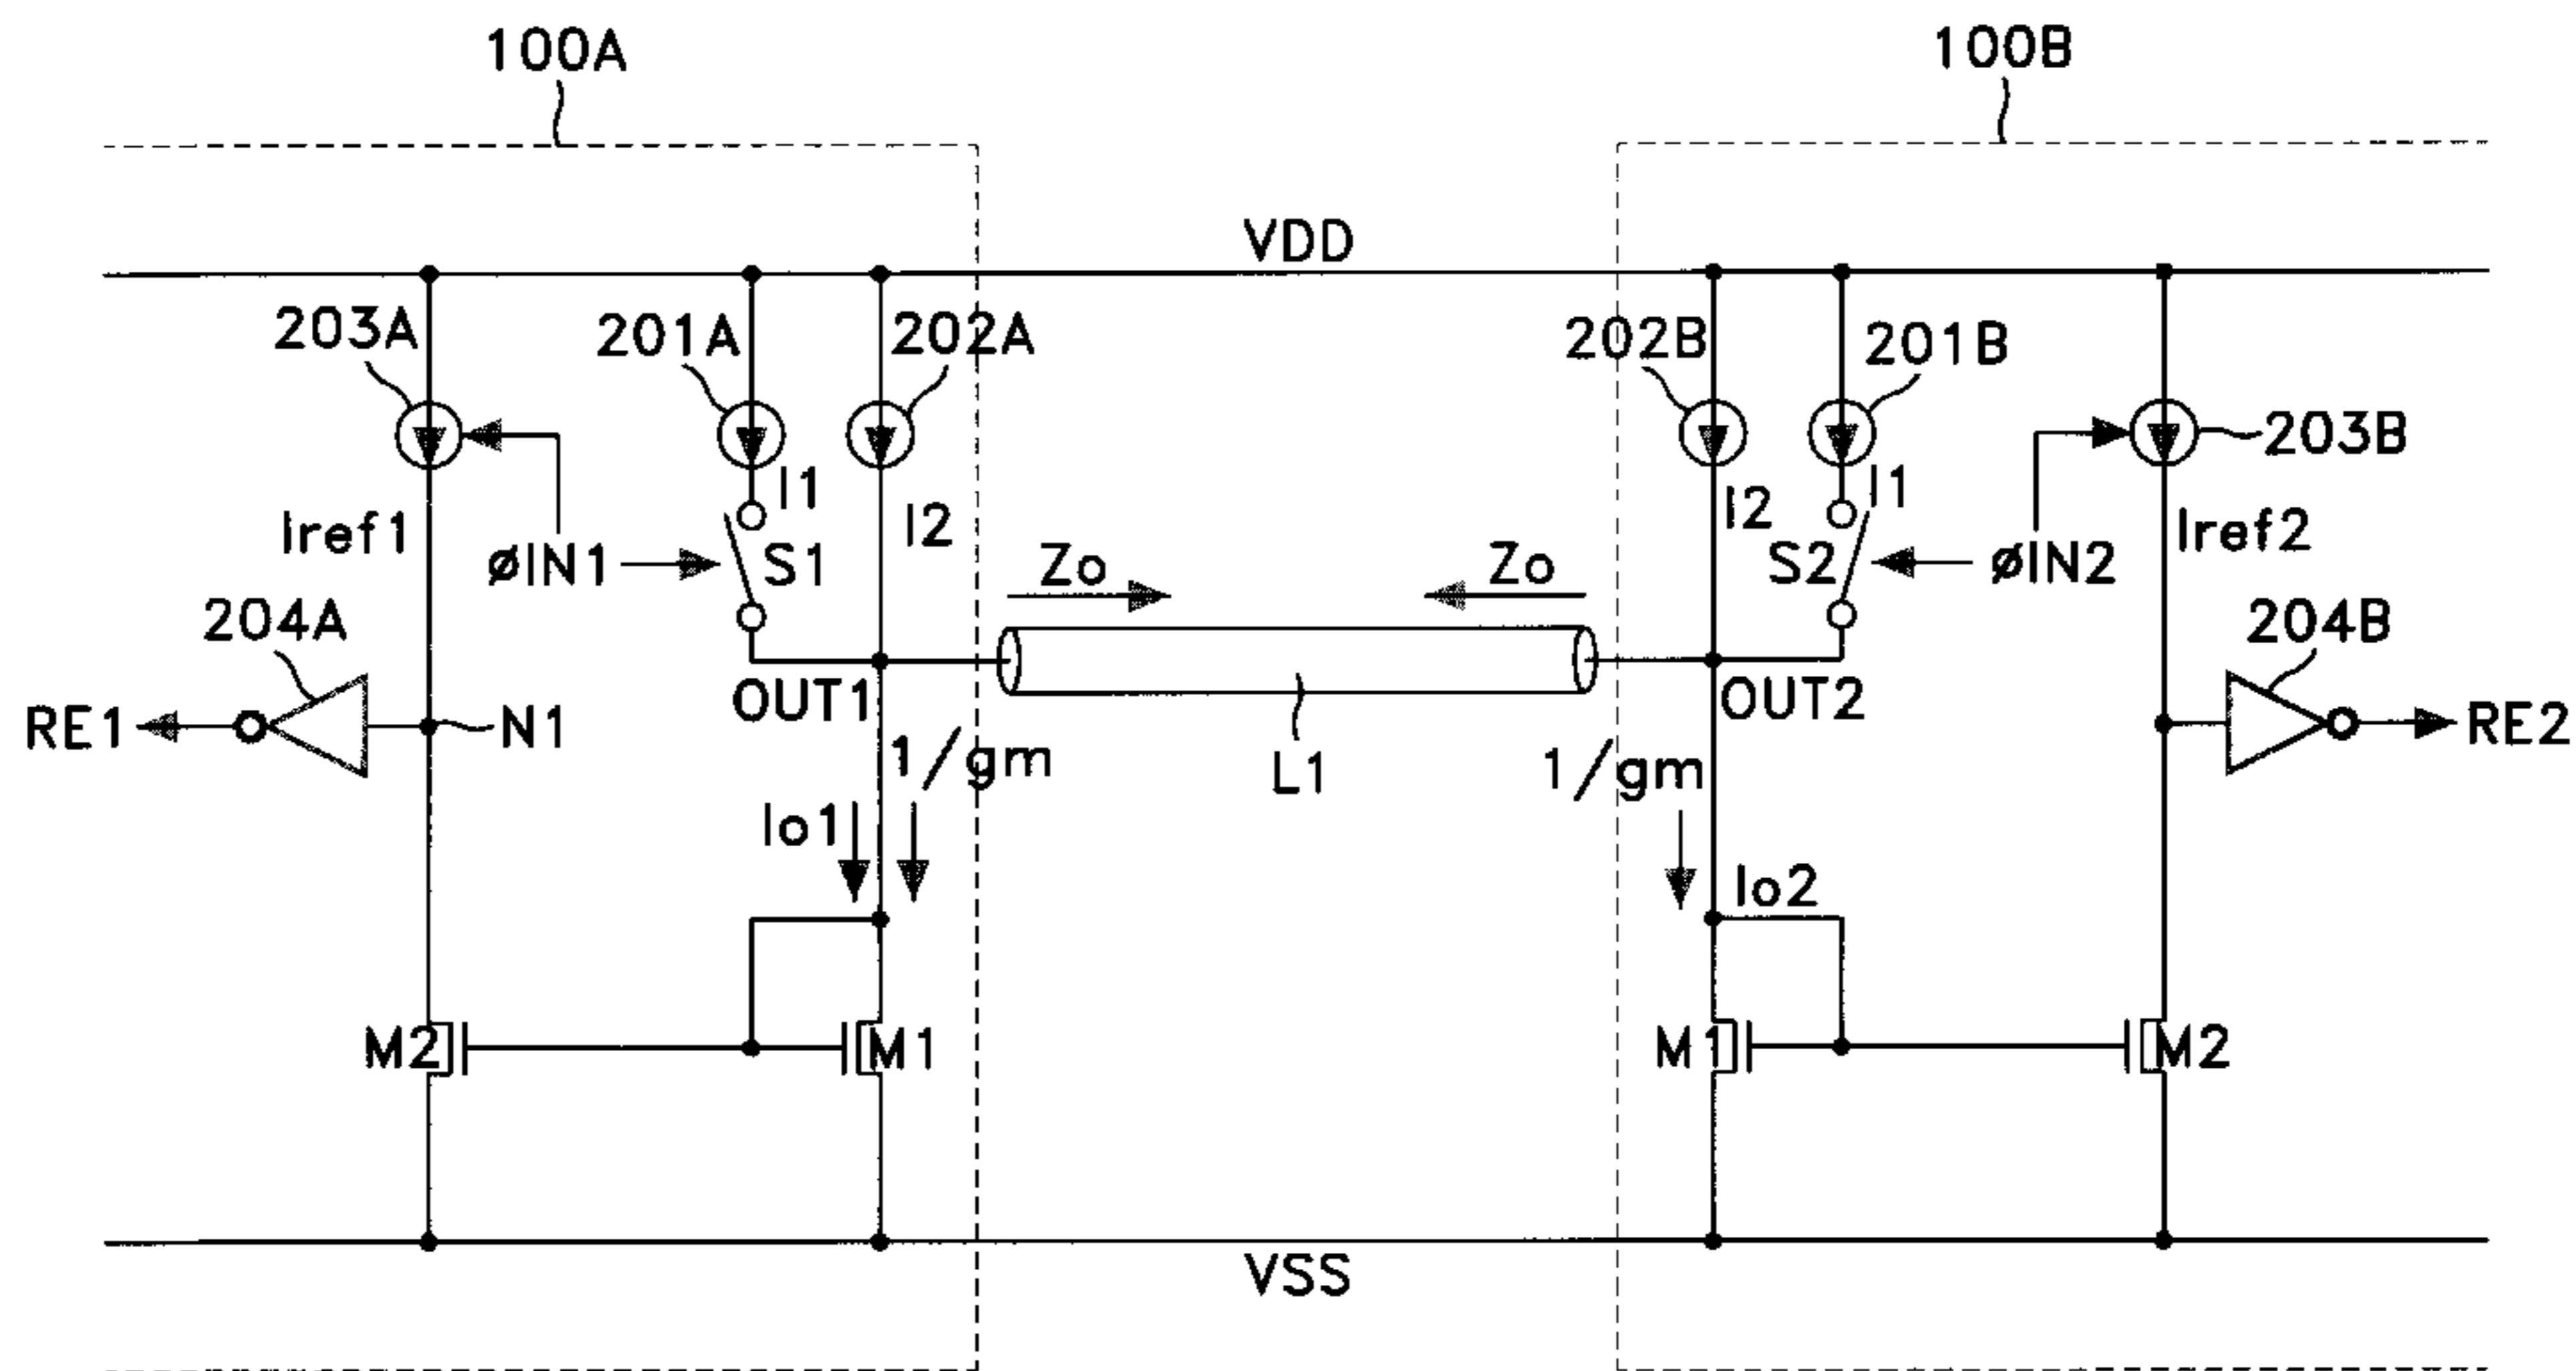 100A 100B
VDD
203A 201A 202A 202B 201B 203B
I1 I1
Iref1 I2 I2 Iref2
øIN1 S1 Zo Zo S2 øIN2
204A 204B
RE1 N1 OUT1 OUT2 RE2
1/gm L1 1/gm
Io1 Io2
M2 M1 M1 M2
VSS